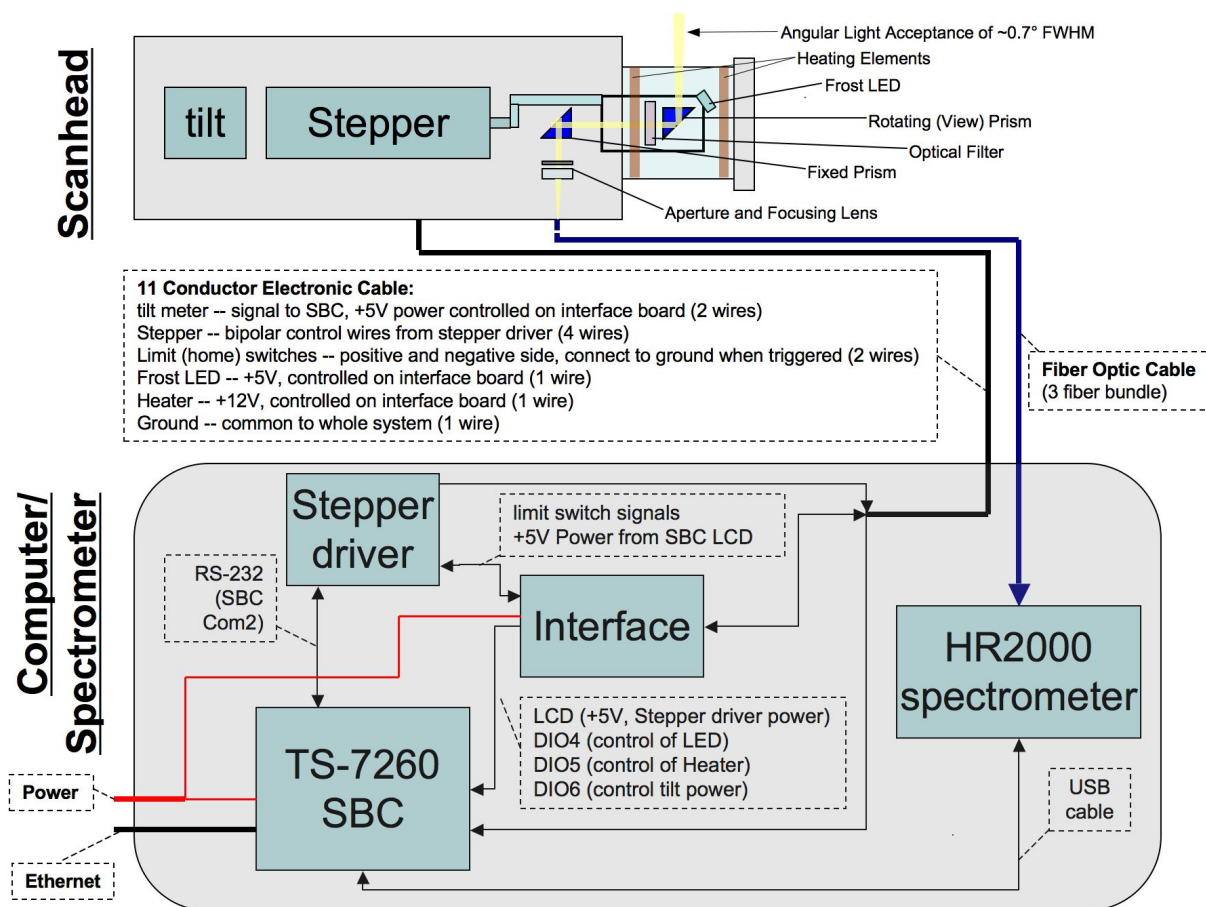 Scanhead
Angular Light Acceptance of ~0.7° FWHM
Heating Elements
Frost LED
Rotating (View) Prism
Optical Filter
Fixed Prism
Aperture and Focusing Lens
tilt
Stepper
11 Conductor Electronic Cable:
tilt meter -- signal to SBC, +5V power controlled on interface board (2 wires)
Stepper -- bipolar control wires from stepper driver (4 wires)
Limit (home) switches -- positive and negative side, connect to ground when triggered (2 wires)
Frost LED -- +5V, controlled on interface board (1 wire)
Heater -- +12V, controlled on interface board (1 wire)
Ground -- common to whole system (1 wire)
Fiber Optic Cable
(3 fiber bundle)
Computer/
Spectrometer
Stepper
driver
limit switch signals
+5V Power from SBC LCD
RS-232
(SBC
Com2)
Interface
HR2000
spectrometer
LCD (+5V, Stepper driver power)
DIO4 (control of LED)
DIO5 (control of Heater)
DIO6 (control tilt power)
TS-7260
SBC
USB
cable
Power
Ethernet